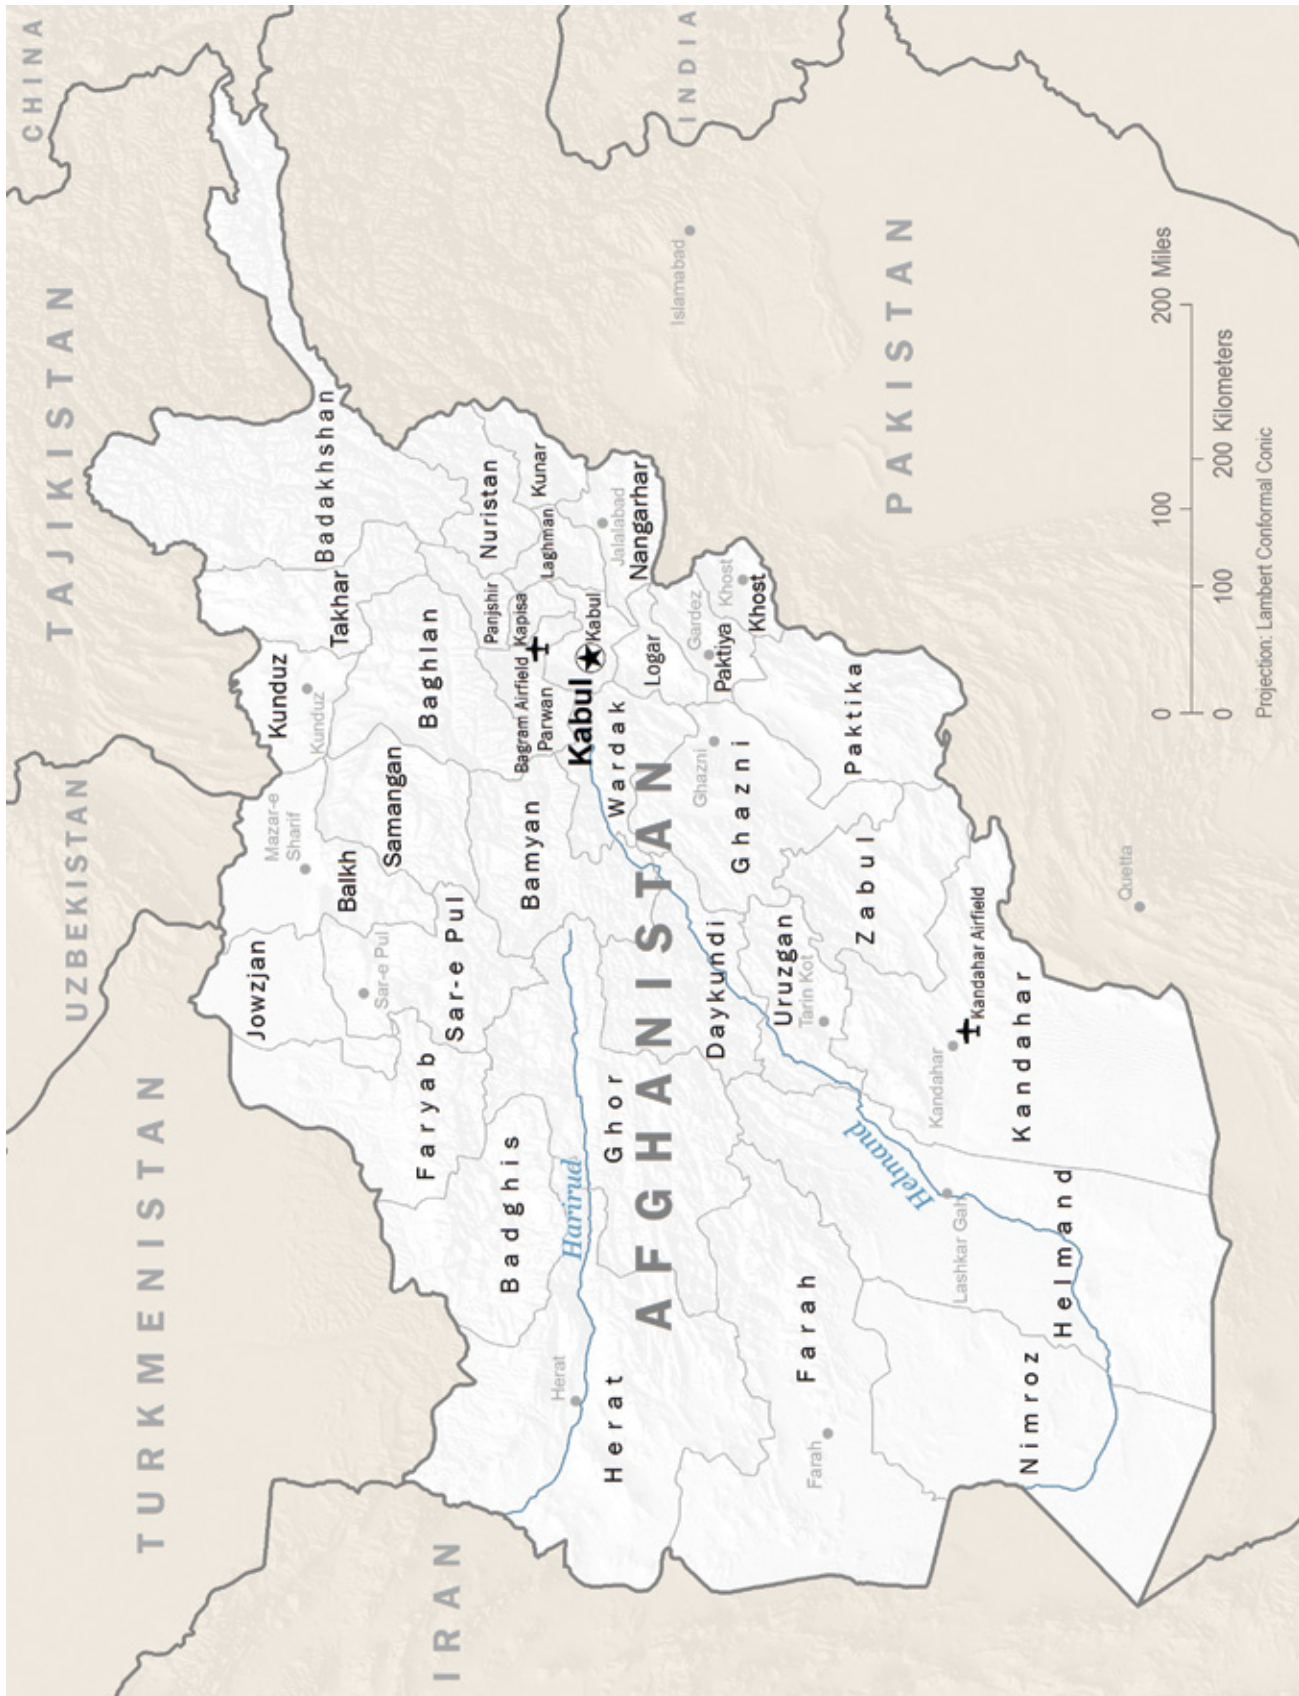 CHINA
TAJIKISTAN
UZBEKISTAN
TURKMENISTAN
IRAN
INDIA
PAKISTAN
AFGHANISTAN
Badakhshan
Takhar
Kunduz
Kunduz
Mazar-e
Sharif
Balkh
Jowzjan
Samangan
Baghlan
Sar-e Pul
Sar-e Pul
Faryab
Badghis
Nuristan
Kunar
Laghman
Panjshir
Kapisa
Bagram Airfield
Parwan
Bamyan
Kabul
Kabul
Nangarhar
Jalalabad
Logar
Wardak
Gardez
Paktiya
Khost
Khost
Ghazni
Ghazni
Paktika
Harirud
Ghor
Herat
Herat
Daykundi
Uruzgan
Tarin Kot
Zabul
Farah
Farah
Helmand
Kandahar
Kandahar Airfield
Kandahar
Lashkar Gah
Helmand
Nimroz
Islamabad
Quetta
0
100
200 Miles
0
100
200 Kilometers
Projection: Lambert Conformal Conic